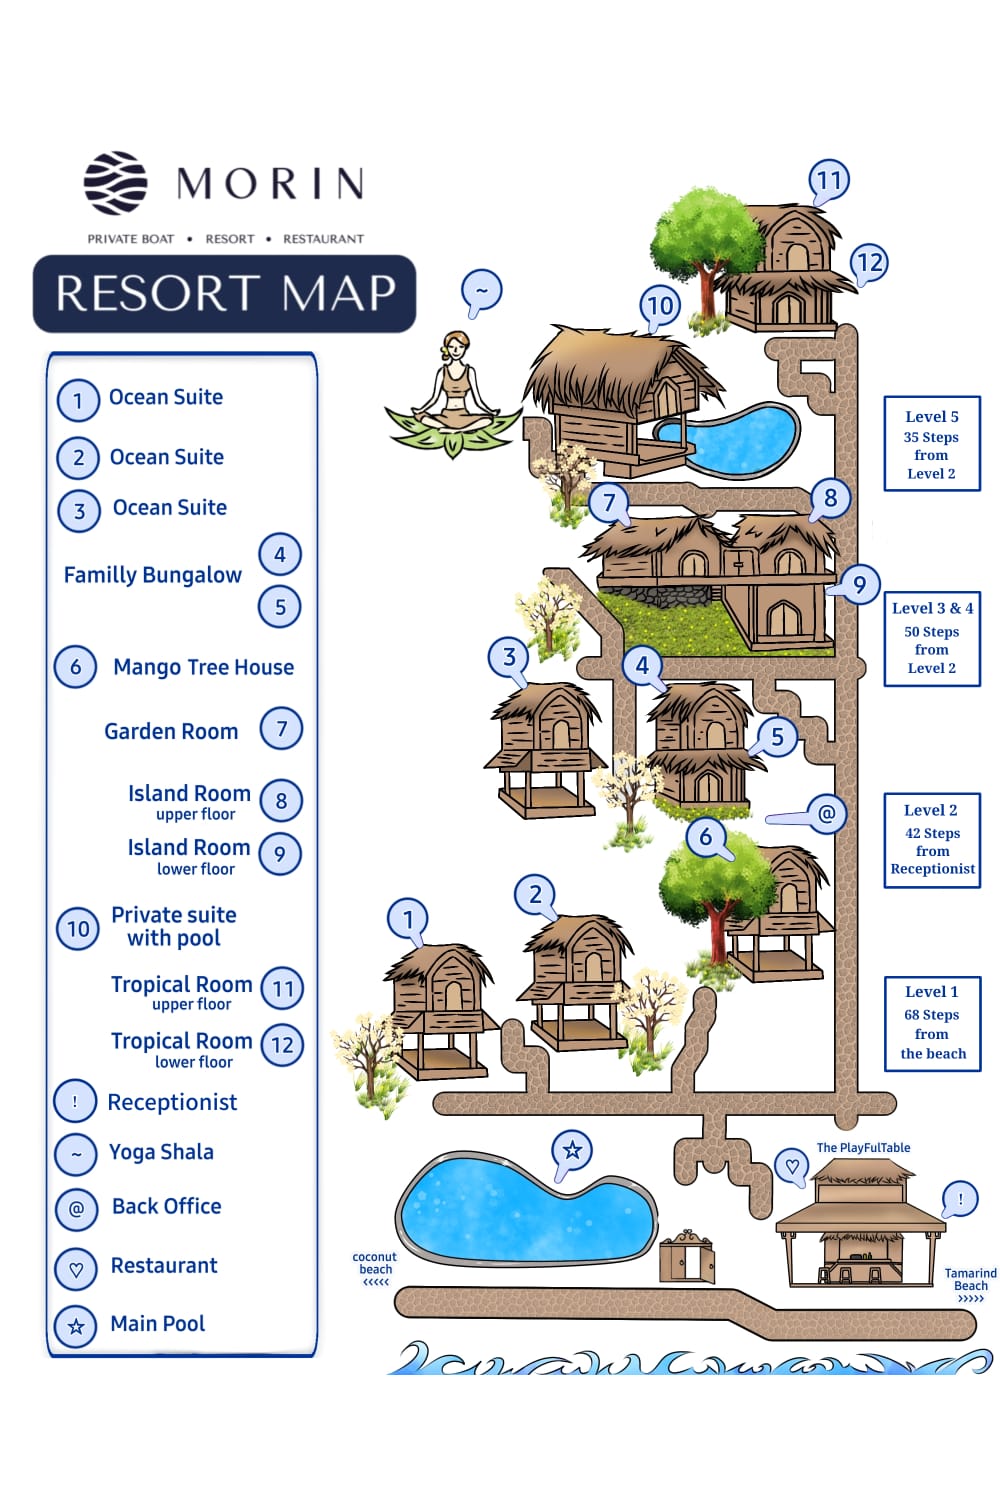 MORIN
PRIVATE BOAT • RESORT • RESTAURANT
RESORT MAP
1 Ocean Suite
2 Ocean Suite
3 Ocean Suite
Familly Bungalow 4
5
6 Mango Tree House
Garden Room 7
Island Room 8
upper floor
Island Room 9
lower floor
10 Private suite
with pool
Tropical Room 11
upper floor
Tropical Room 12
lower floor
! Receptionist
~ Yoga Shala
@ Back Office
♡ Restaurant
☆ Main Pool
11
12
~
10
Level 5
35 Steps
from
Level 2
7
8
9
Level 3 & 4
50 Steps
from
Level 2
3
4
5
@
Level 2
42 Steps
from
Receptionist
6
2
1
Level 1
68 Steps
from
the beach
☆
The PlayFulTable
♡
!
coconut
beach
<<<<<
Tamarind
Beach
>>>>>